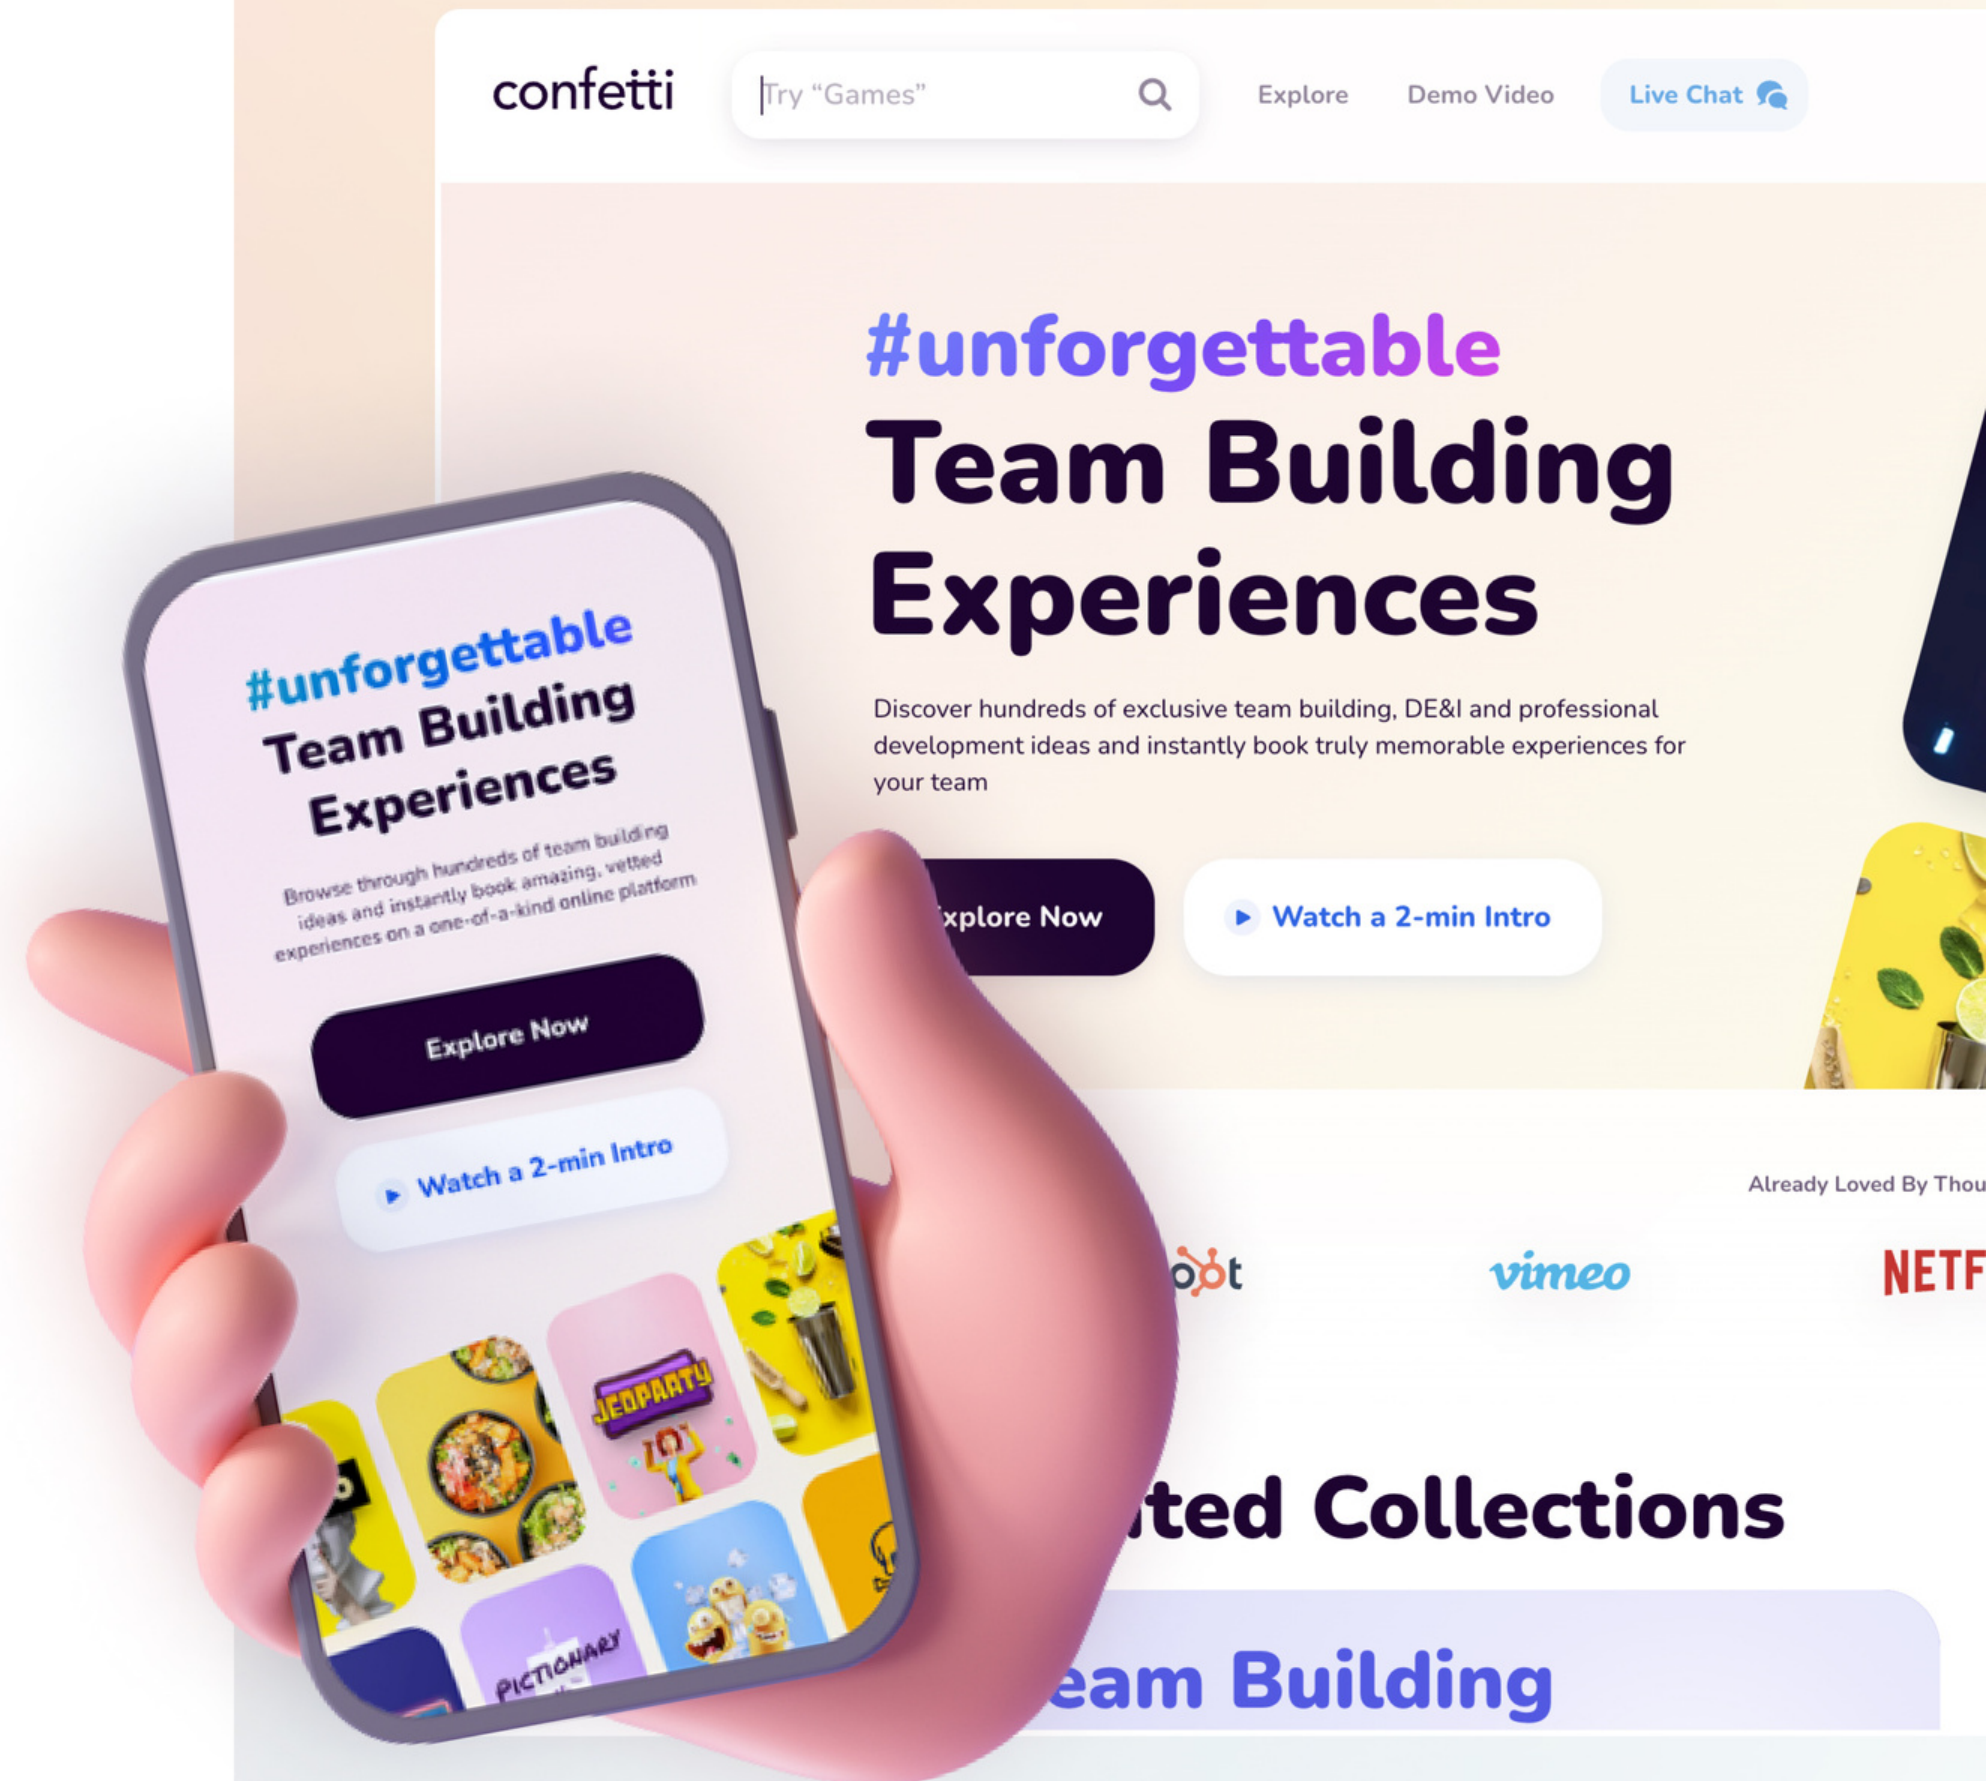 confetti
Try “Games”
Explore
Demo Video
Live Chat
#unforgettable
Team Building
Experiences
Discover hundreds of exclusive team building, DE&I and professional
development ideas and instantly book truly memorable experiences for
your team
xplore Now
Watch a 2-min Intro
Already Loved By Thou
ot
vimeo
NETF
ted Collections
eam Building
#unforgettable
Team Building
Experiences
Browse through hundreds of team building
ideas and instantly book amazing, vetted
experiences on a one-of-a-kind online platform
Explore Now
Watch a 2-min Intro
JEOPARTY
PICTIONARY